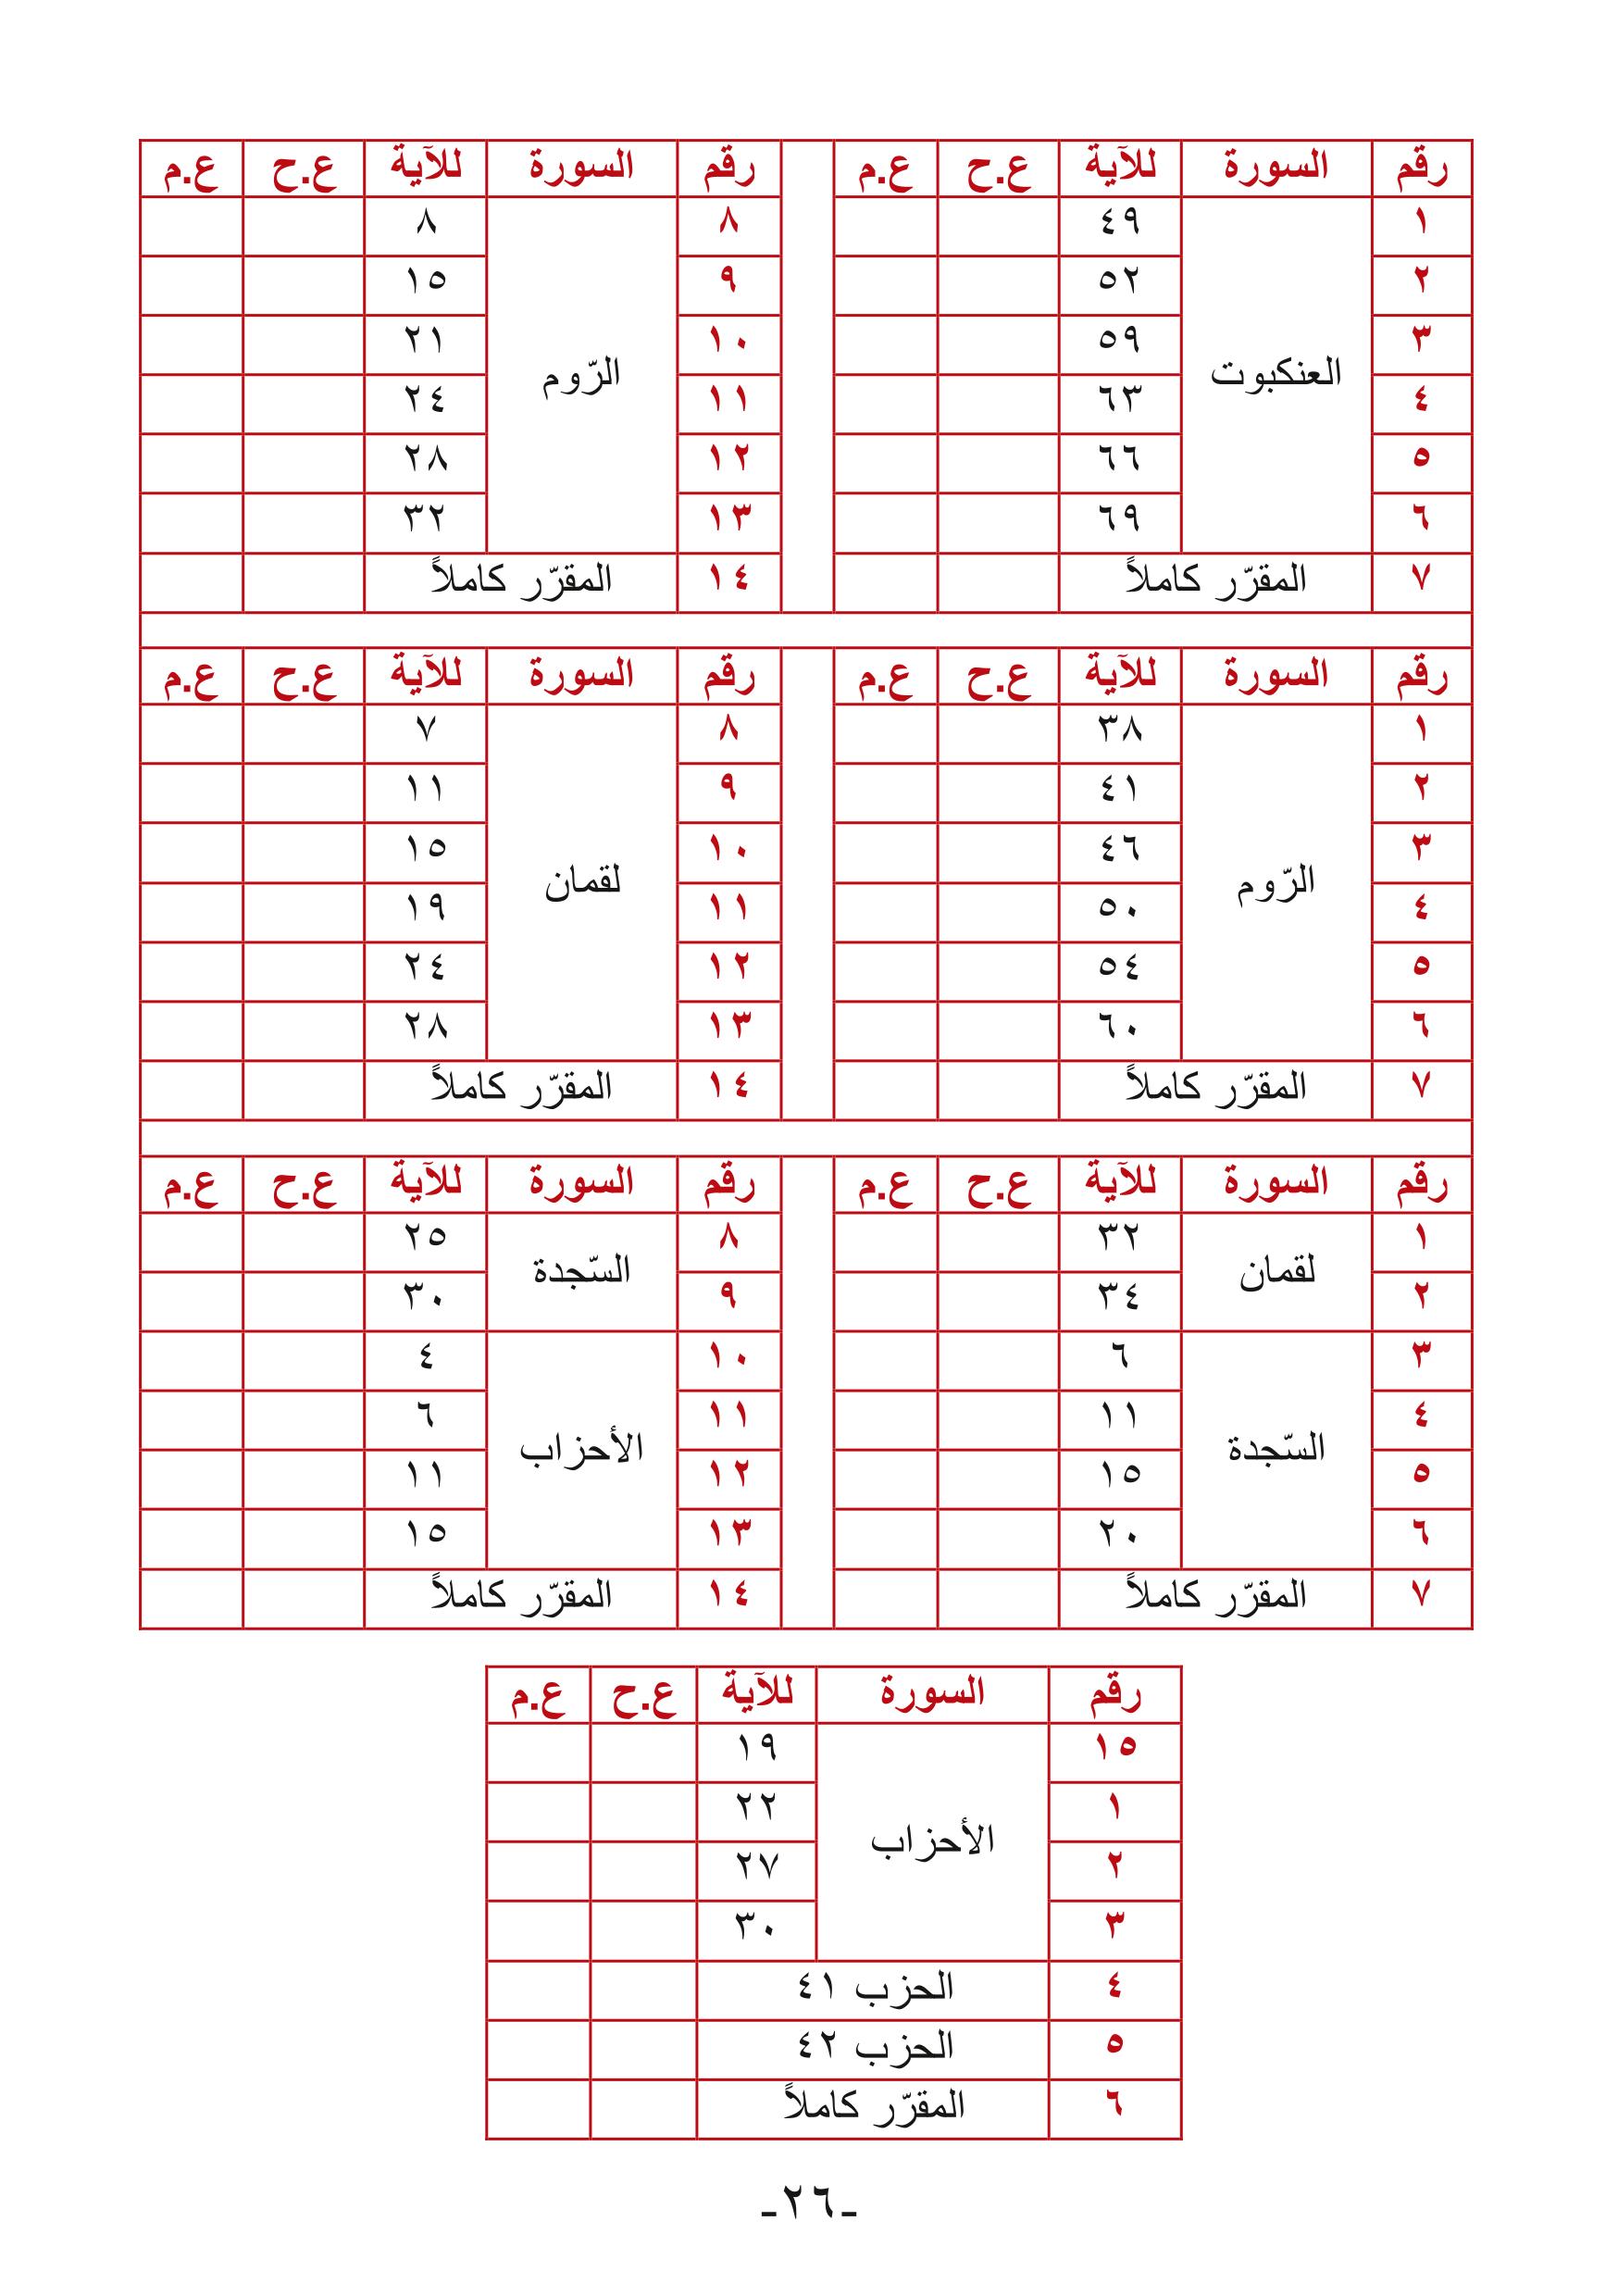 رقم السورة للآية ع.ح ع.م رقم السورة للآية ع.ح ع.م
١ العنكبوت ٤٩ ٨ الرّوم ٨
٢ ٥٢ ٩ ١٥
٣ ٥٩ ١٠ ٢١
٤ ٦٣ ١١ ٢٤
٥ ٦٦ ١٢ ٢٨
٦ ٦٩ ١٣ ٣٢
٧ المقرّر كاملاً ١٤ المقرّر كاملاً
رقم السورة للآية ع.ح ع.م رقم السورة للآية ع.ح ع.م
١ الرّوم ٣٨ ٨ لقمان ٧
٢ ٤١ ٩ ١١
٣ ٤٦ ١٠ ١٥
٤ ٥٠ ١١ ١٩
٥ ٥٤ ١٢ ٢٤
٦ ٦٠ ١٣ ٢٨
٧ المقرّر كاملاً ١٤ المقرّر كاملاً
رقم السورة للآية ع.ح ع.م رقم السورة للآية ع.ح ع.م
١ لقمان ٣٢ ٨ السّجدة ٢٥
٢ ٣٤ ٩ ٣٠
٣ السّجدة ٦ ١٠ الأحزاب ٤
٤ ١١ ١١ ٦
٥ ١٥ ١٢ ١١
٦ ٢٠ ١٣ ١٥
٧ المقرّر كاملاً ١٤ المقرّر كاملاً
رقم السورة للآية ع.ح ع.م
١٥ الأحزاب ١٩
١ ٢٢
٢ ٢٧
٣ ٣٠
٤ الحزب ٤١
٥ الحزب ٤٢
٦ المقرّر كاملاً
-٢٦-